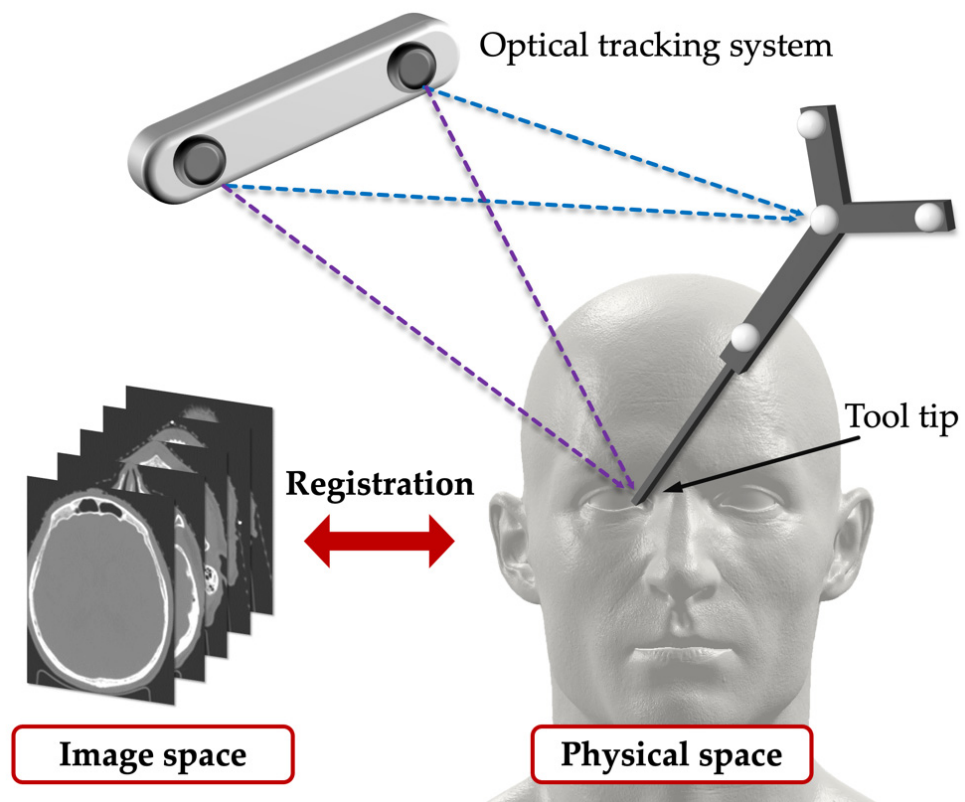 Optical tracking system
Tool tip
Registration
Image space
Physical space